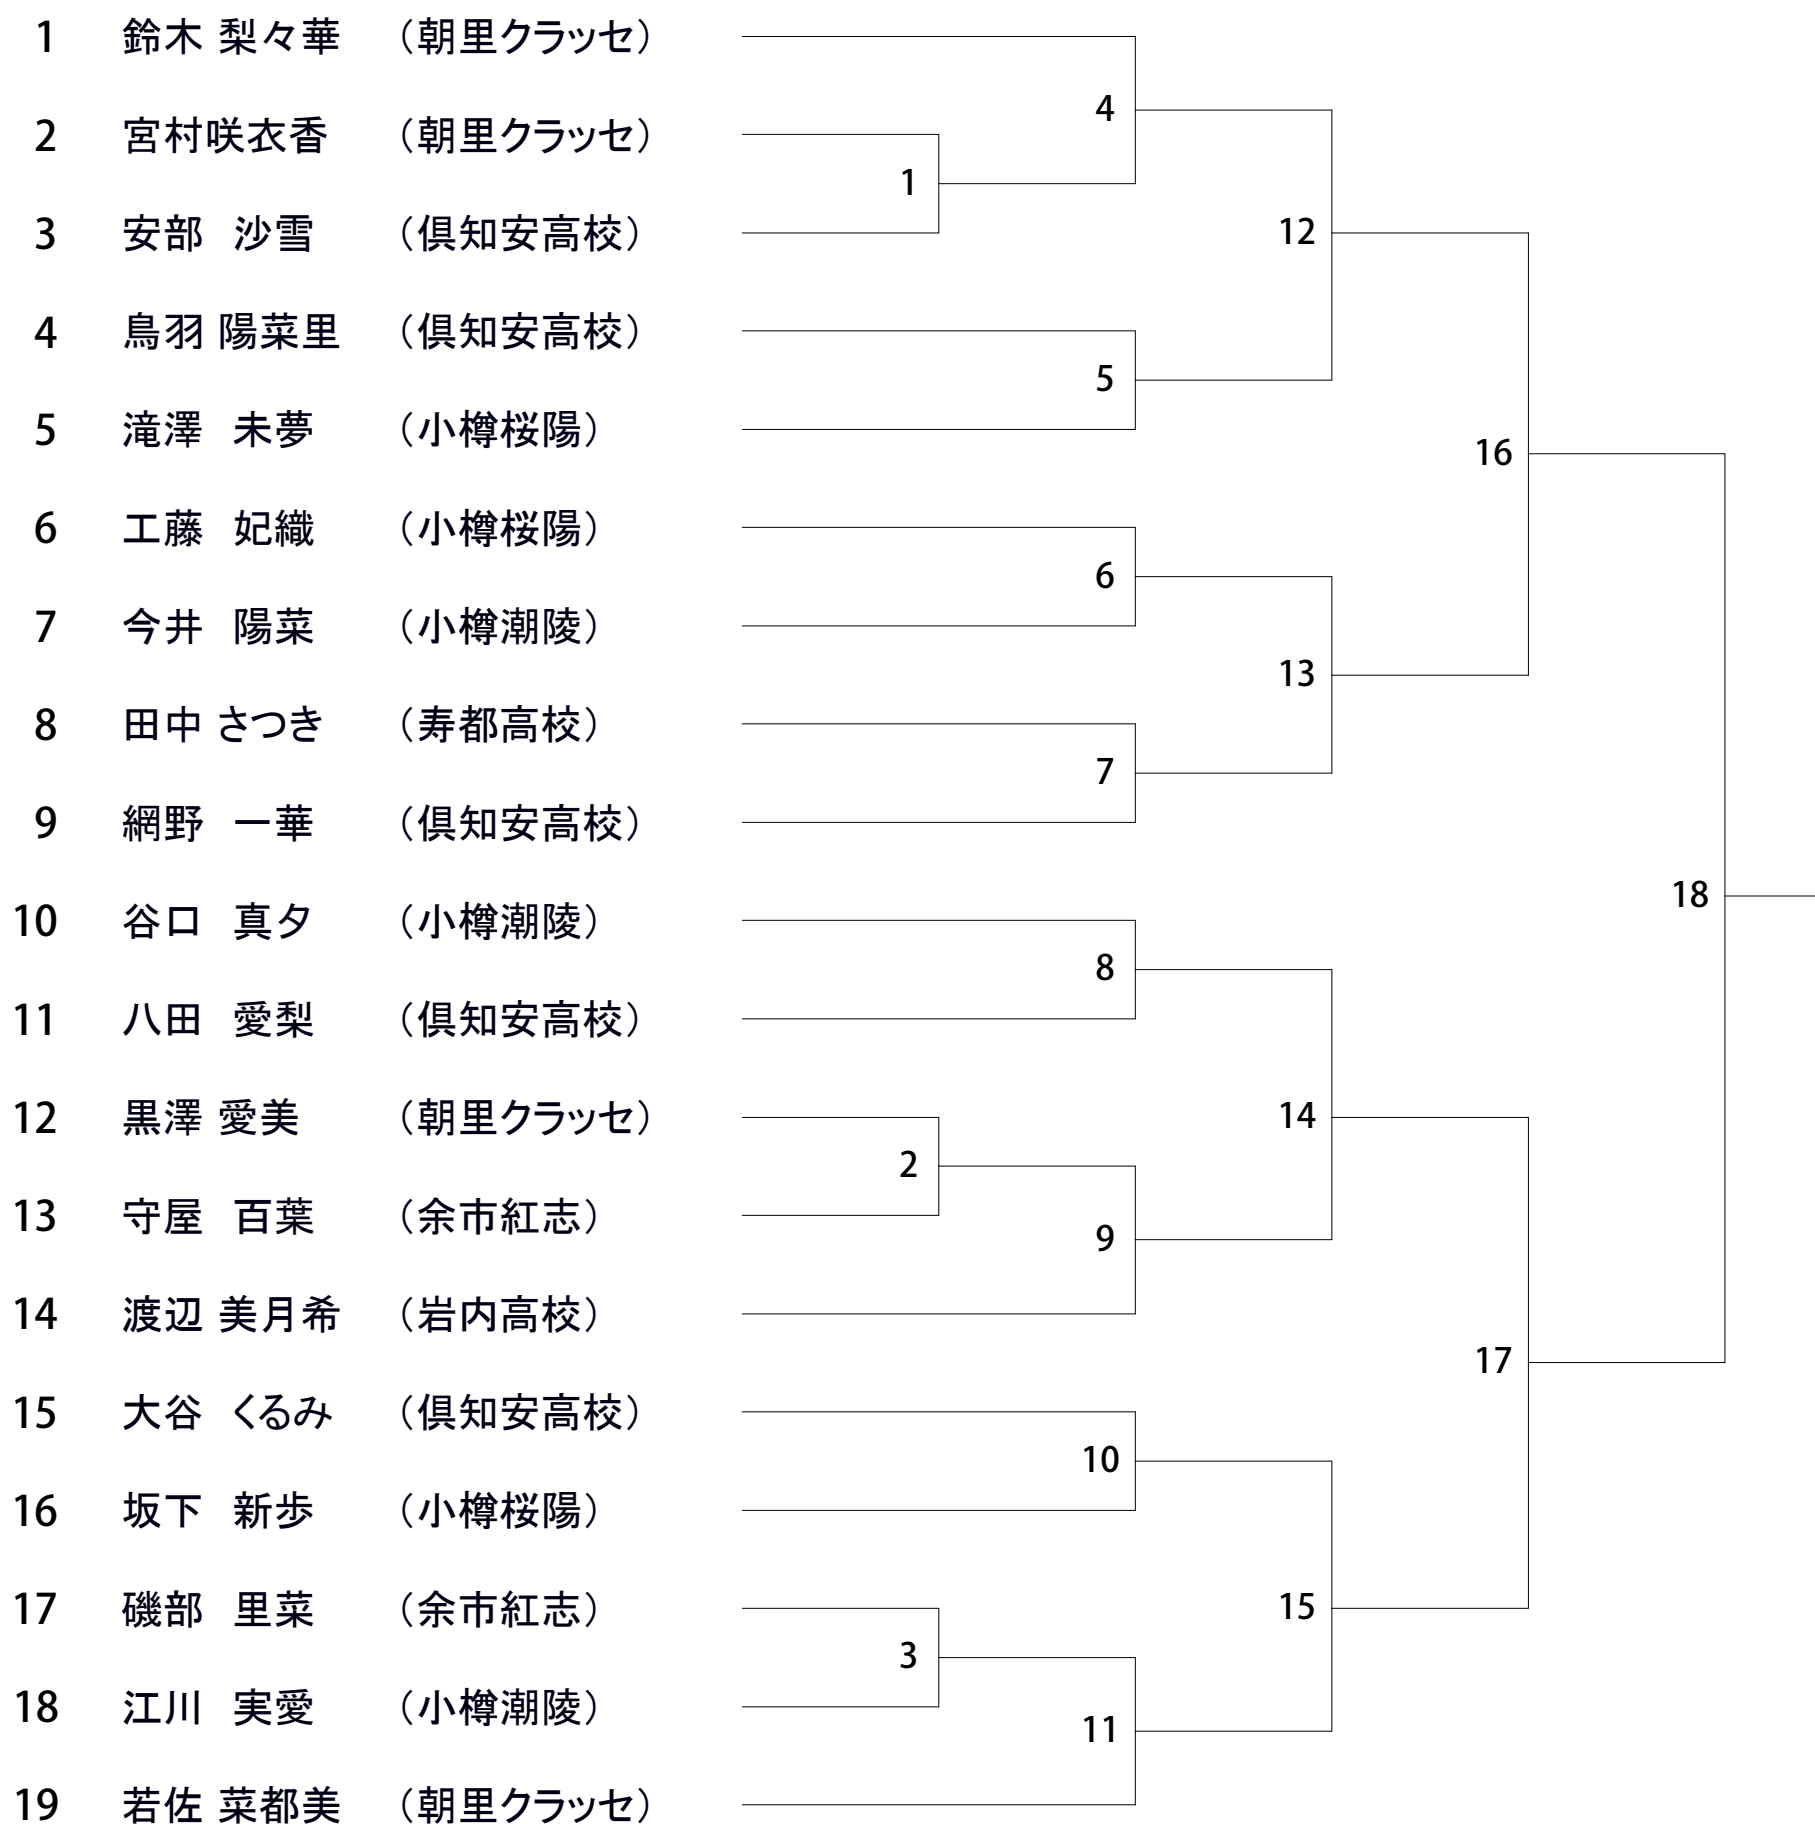 1 鈴木 梨々華 （朝里クラッセ）
4
2 宮村咲衣香 （朝里クラッセ）
1
3 安部 沙雪 （倶知安高校）
12
4 鳥羽 陽菜里 （倶知安高校）
5
5 滝澤 未夢 （小樽桜陽）
16
6 工藤 妃織 （小樽桜陽）
6
7 今井 陽菜 （小樽潮陵）
13
8 田中 さつき （寿都高校）
7
9 網野 一華 （倶知安高校）
18
10 谷口 真夕 （小樽潮陵）
8
11 八田 愛梨 （倶知安高校）
12 黒澤 愛美 （朝里クラッセ）
14
2
13 守屋 百葉 （余市紅志）
9
14 渡辺 美月希 （岩内高校）
17
15 大谷 くるみ （倶知安高校）
10
16 坂下 新歩 （小樽桜陽）
17 磯部 里菜 （余市紅志）
15
3
18 江川 実愛 （小樽潮陵）
11
19 若佐 菜都美 （朝里クラッセ）